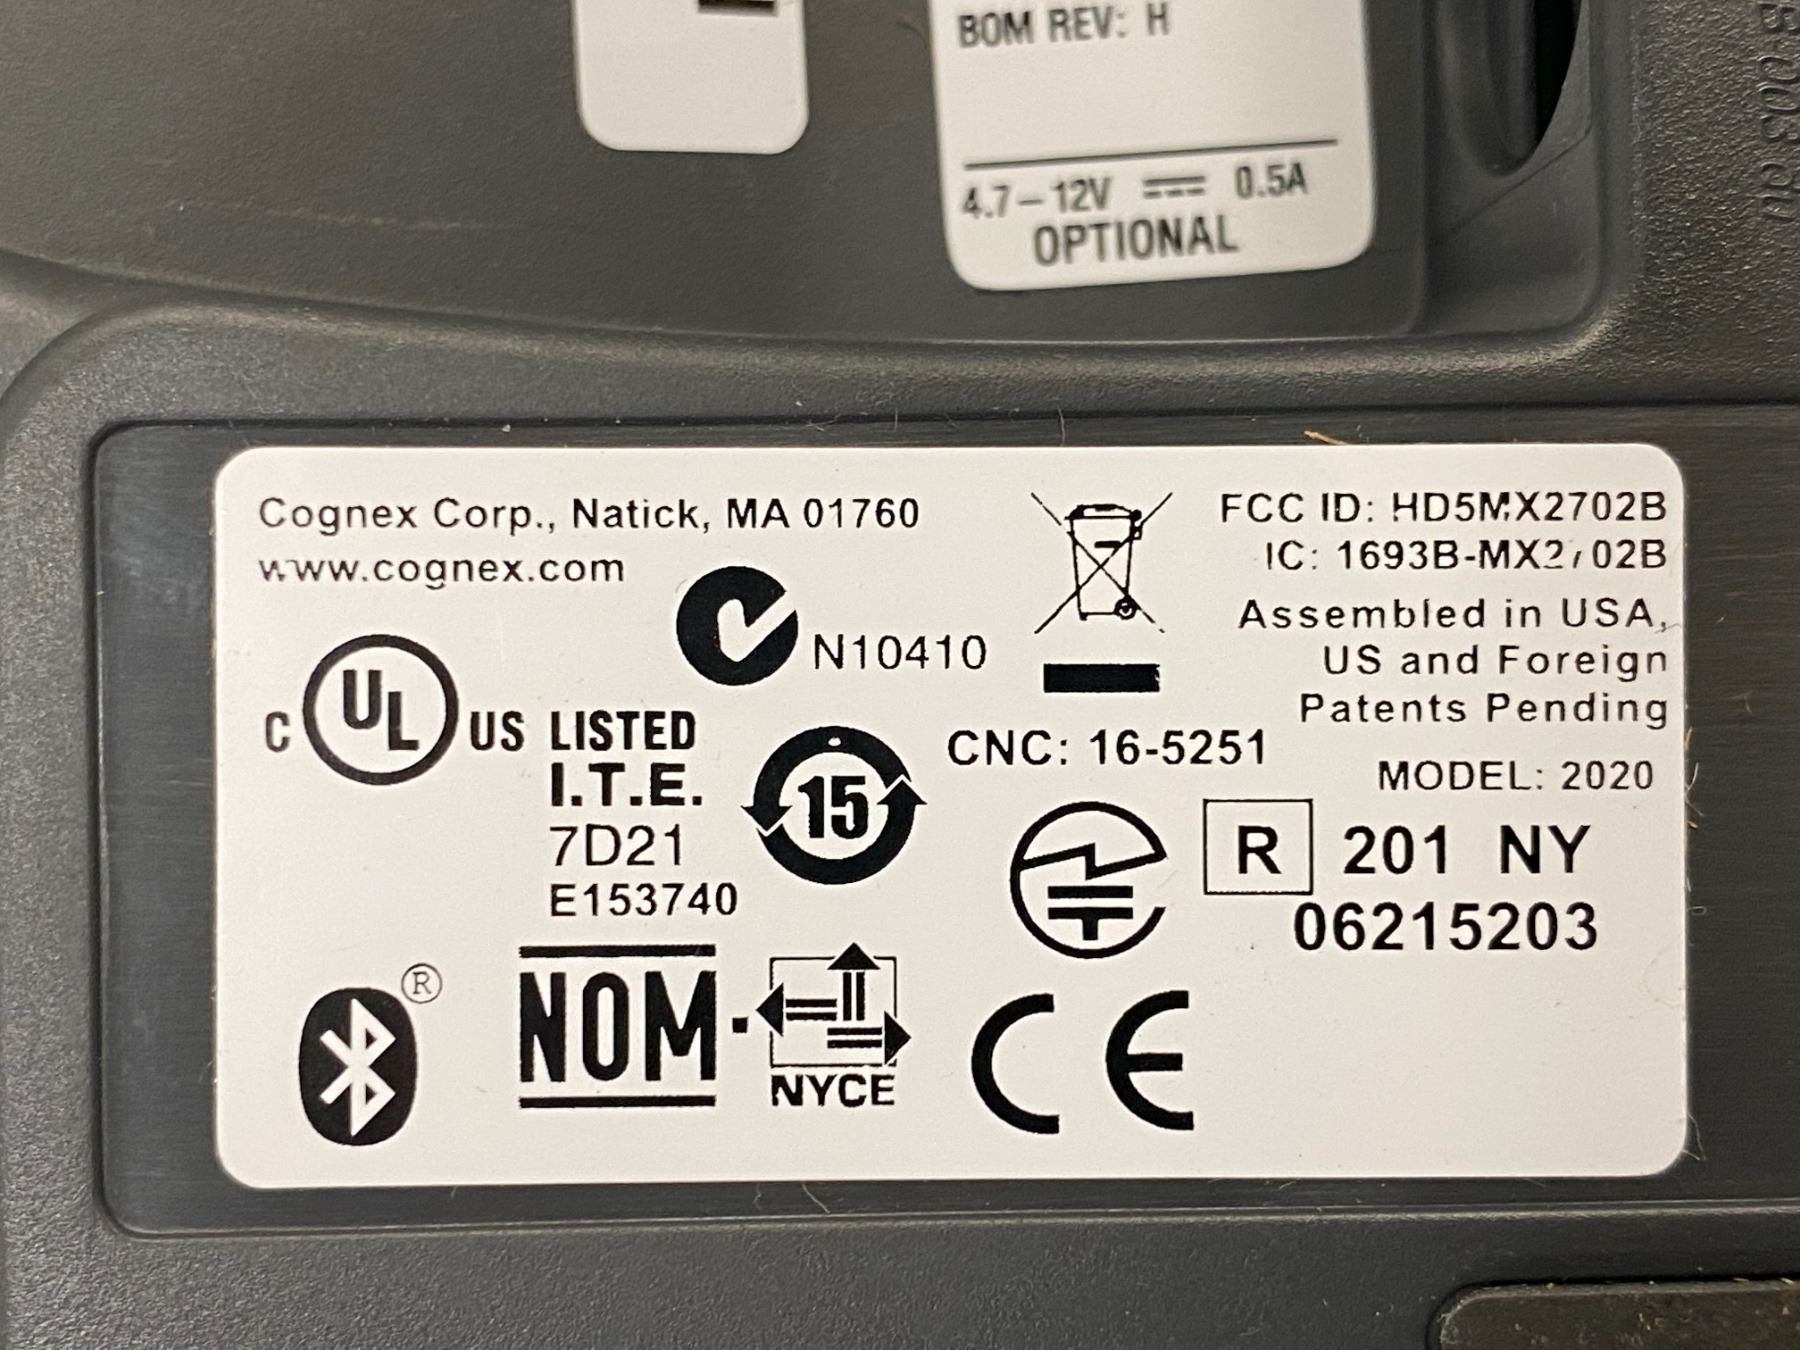 BOM REV: H
4.7-12V 0.5A
OPTIONAL
Cognex Corp., Natick, MA 01760
www.cognex.com
N10410
C UL US LISTED
I.T.E.
7D21
E153740
15
CNC: 16-5251
FCC ID: HD5MX2702B
IC: 1693B-MX2702B
Assembled in USA,
US and Foreign
Patents Pending
MODEL: 2020
R 201 NY
06215203
®
NOM
NYCE
CE